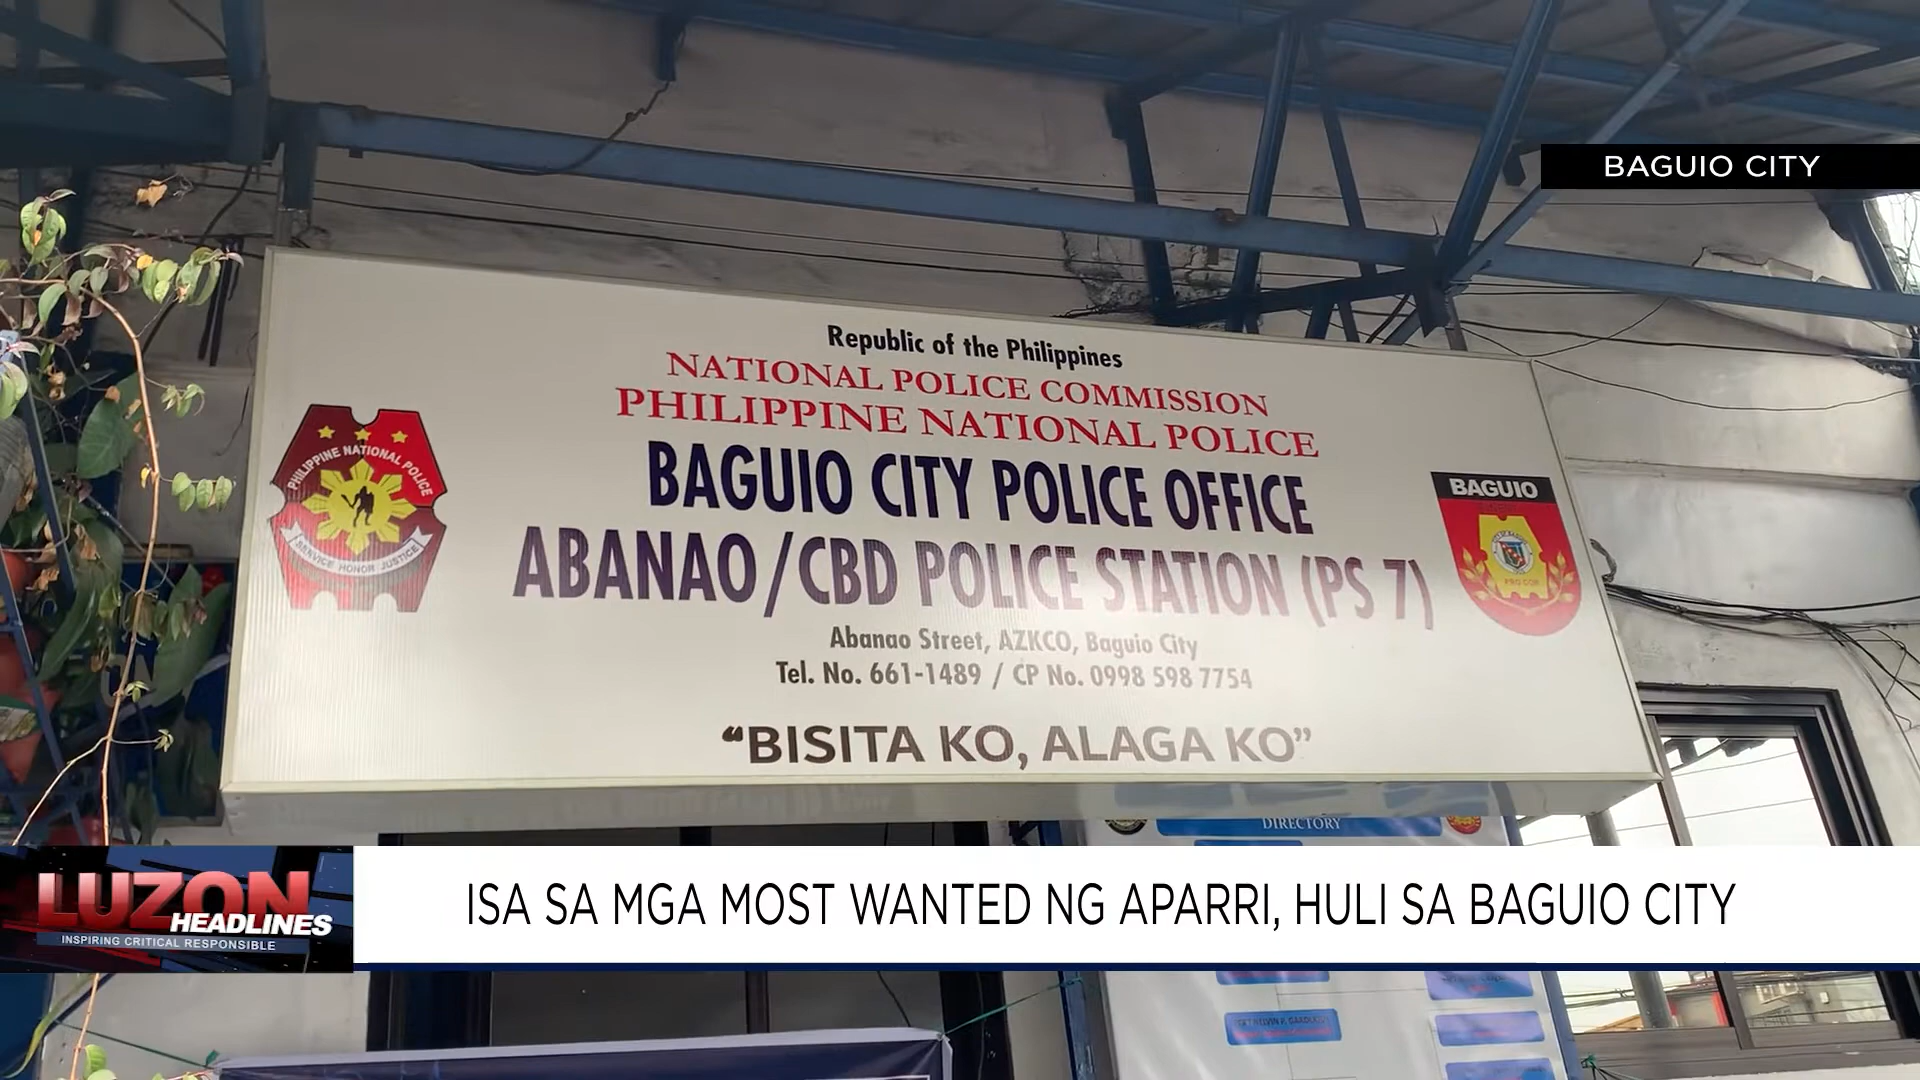 BAGUIO CITY
Republic of the Philippines
NATIONAL POLICE COMMISSION
PHILIPPINE NATIONAL POLICE
BAGUIO CITY POLICE OFFICE
ABANAO/CBD POLICE STATION (PS 7)
Abanao Street, AZKCO, Baguio City
Tel. No. 661-1489 / CP No. 0998 598 7754
“BISITA KO, ALAGA KO”
PHILIPPINE NATIONAL POLICE
SERVICE HONOR JUSTICE
BAGUIO
PRO COR
DIRECTORY
LUZON
HEADLINES
INSPIRING CRITICAL RESPONSIBLE
ISA SA MGA MOST WANTED NG APARRI, HULI SA BAGUIO CITY